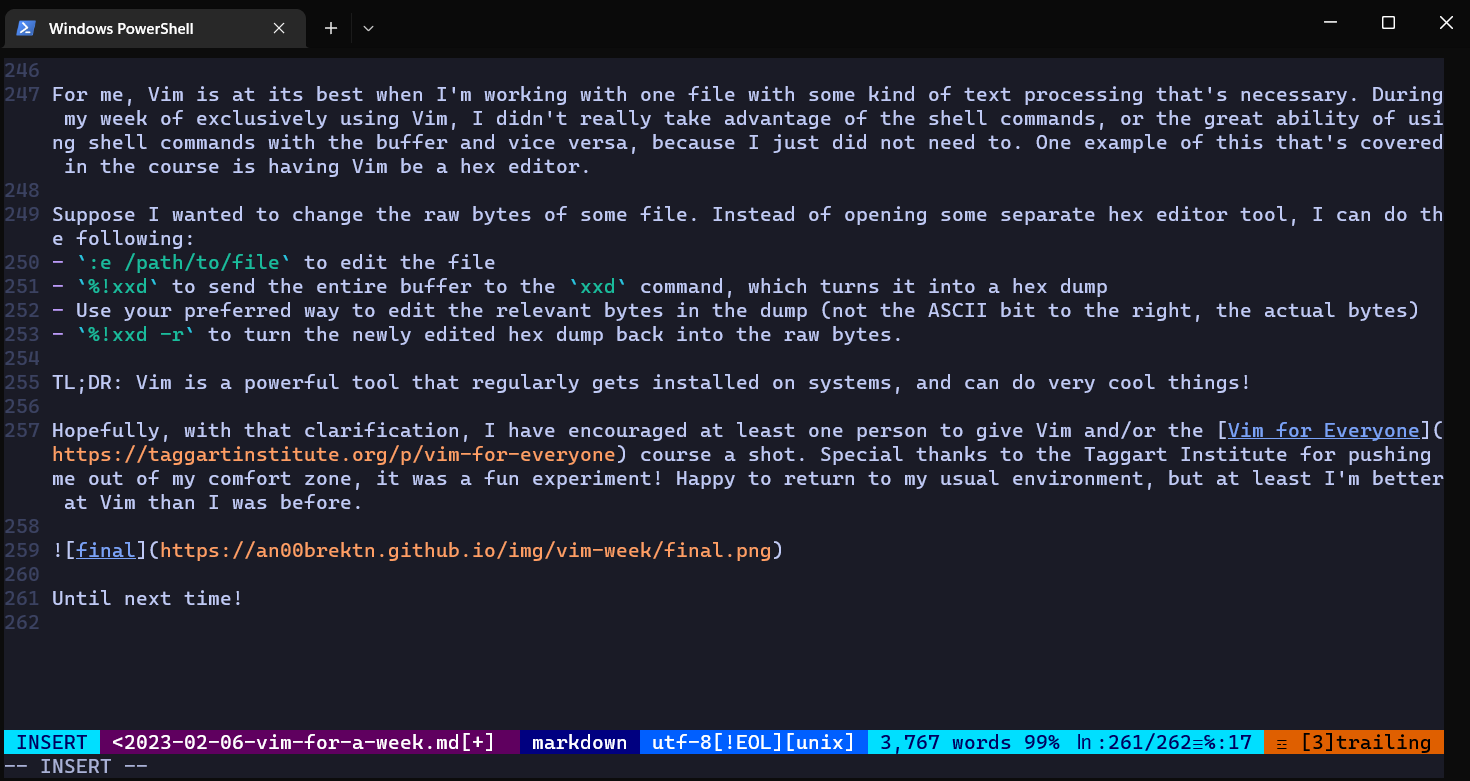 Windows PowerShell
246
247 For me, Vim is at its best when I'm working with one file with some kind of text processing that's necessary. During
my week of exclusively using Vim, I didn't really take advantage of the shell commands, or the great ability of usi
ng shell commands with the buffer and vice versa, because I just did not need to. One example of this that's covered
in the course is having Vim be a hex editor.
248
249 Suppose I wanted to change the raw bytes of some file. Instead of opening some separate hex editor tool, I can do th
e following:
250 - `:e /path/to/file` to edit the file
251 - `%!xxd` to send the entire buffer to the `xxd` command, which turns it into a hex dump
252 - Use your preferred way to edit the relevant bytes in the dump (not the ASCII bit to the right, the actual bytes)
253 - `%!xxd -r` to turn the newly edited hex dump back into the raw bytes.
254
255 TL;DR: Vim is a powerful tool that regularly gets installed on systems, and can do very cool things!
256
257 Hopefully, with that clarification, I have encouraged at least one person to give Vim and/or the [Vim for Everyone](
https://taggartinstitute.org/p/vim-for-everyone) course a shot. Special thanks to the Taggart Institute for pushing
me out of my comfort zone, it was a fun experiment! Happy to return to my usual environment, but at least I'm better
at Vim than I was before.
258
259 ![final](https://an00brektn.github.io/img/vim-week/final.png)
260
261 Until next time!
262
INSERT <2023-02-06-vim-for-a-week.md[+] markdown utf-8[!EOL][unix] 3,767 words 99% ㏑:261/262≡%:17 ☲ [3]trailing
-- INSERT --